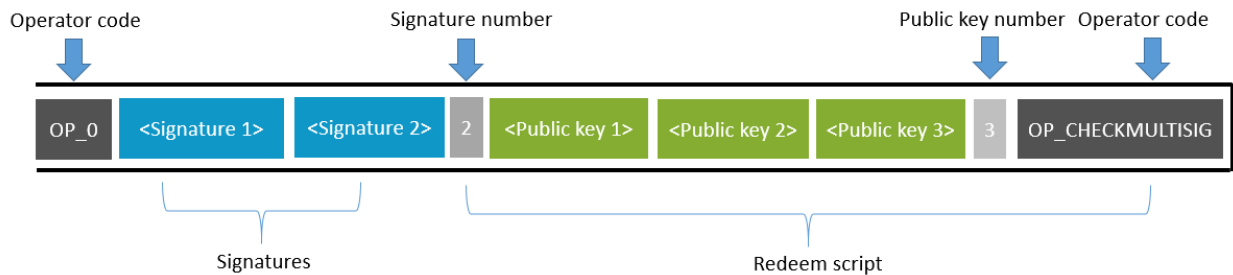 Operator code
Signature number
Public key number
Operator code
OP_0 <Signature 1> <Signature 2> 2 <Public key 1> <Public key 2> <Public key 3> 3 OP_CHECKMULTISIG
Signatures
Redeem script